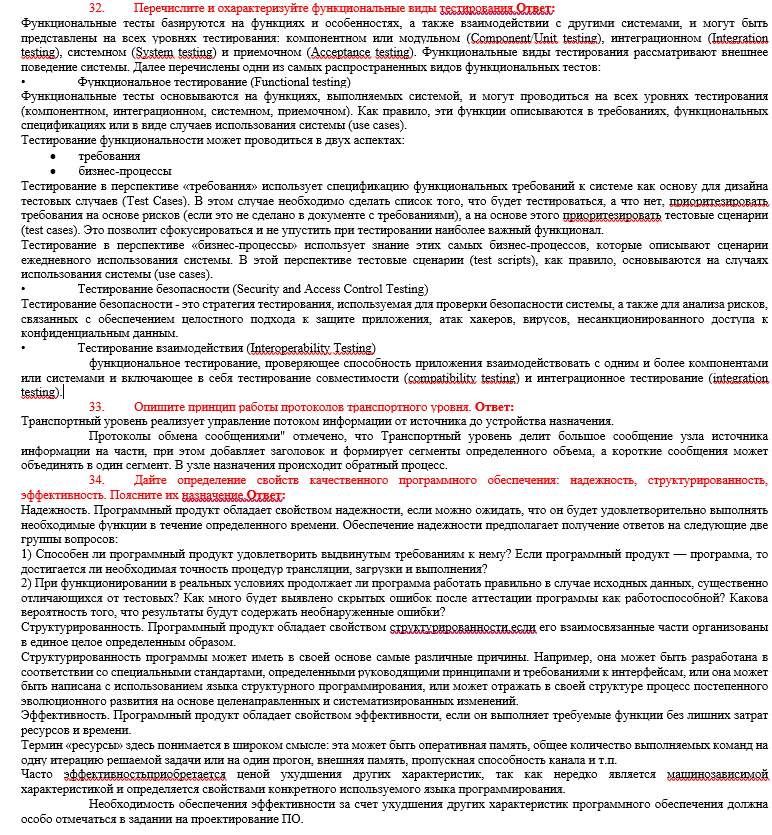 32. Перечислите и охарактеризуйте функциональные виды тестирования.Ответ:
Функциональные тесты базируются на функциях и особенностях, а также взаимодействии с другими системами, и могут быть
представлены на всех уровнях тестирования: компонентном или модульном (Component/Unit testing), интеграционном (Integration
testing), системном (System testing) и приемочном (Acceptance testing). Функциональные виды тестирования рассматривают внешнее
поведение системы. Далее перечислены одни из самых распространенных видов функциональных тестов:
• Функциональное тестирование (Functional testing)
Функциональные тесты основываются на функциях, выполняемых системой, и могут проводиться на всех уровнях тестирования
(компонентном, интеграционном, системном, приемочном). Как правило, эти функции описываются в требованиях, функциональных
спецификациях или в виде случаев использования системы (use cases).
Тестирование функциональности может проводиться в двух аспектах:
• требования
• бизнес-процессы
Тестирование в перспективе «требования» использует спецификацию функциональных требований к системе как основу для дизайна
тестовых случаев (Test Cases). В этом случае необходимо сделать список того, что будет тестироваться, а что нет, приоритезировать
требования на основе рисков (если это не сделано в документе с требованиями), а на основе этого приоритезировать тестовые сценарии
(test cases). Это позволит сфокусироваться и не упустить при тестировании наиболее важный функционал.
Тестирование в перспективе «бизнес-процессы» использует знание этих самых бизнес-процессов, которые описывают сценарии
ежедневного использования системы. В этой перспективе тестовые сценарии (test scripts), как правило, основываются на случаях
использования системы (use cases).
• Тестирование безопасности (Security and Access Control Testing)
Тестирование безопасности - это стратегия тестирования, используемая для проверки безопасности системы, а также для анализа рисков,
связанных с обеспечением целостного подхода к защите приложения, атак хакеров, вирусов, несанкционированного доступа к
конфиденциальным данным.
• Тестирование взаимодействия (Interoperability Testing)
функциональное тестирование, проверяющее способность приложения взаимодействовать с одним и более компонентами
или системами и включающее в себя тестирование совместимости (compatibility testing) и интеграционное тестирование (integration
testing).
33. Опишите принцип работы протоколов транспортного уровня. Ответ:
Транспортный уровень реализует управление потоком информации от источника до устройства назначения.
Протоколы обмена сообщениями" отмечено, что Транспортный уровень делит большое сообщение узла источника
информации на части, при этом добавляет заголовок и формирует сегменты определенного объема, а короткие сообщения может
объединять в один сегмент. В узле назначения происходит обратный процесс.
34. Дайте определение свойств качественного программного обеспечения: надежность, структурированность,
эффективность. Поясните их назначение.Ответ:
Надежность. Программный продукт обладает свойством надежности, если можно ожидать, что он будет удовлетворительно выполнять
необходимые функции в течение определенного времени. Обеспечение надежности предполагает получение ответов на следующие две
группы вопросов:
1) Способен ли программный продукт удовлетворить выдвинутым требованиям к нему? Если программный продукт — программа, то
достигается ли необходимая точность процедур трансляции, загрузки и выполнения?
2) При функционировании в реальных условиях продолжает ли программа работать правильно в случае исходных данных, существенно
отличающихся от тестовых? Как много будет выявлено скрытых ошибок после аттестации программы как работоспособной? Какова
вероятность того, что результаты будут содержать необнаруженные ошибки?
Структурированность. Программный продукт обладает свойством структурированности,если его взаимосвязанные части организованы
в единое целое определенным образом.
Структурированность программы может иметь в своей основе самые различные причины. Например, она может быть разработана в
соответствии со специальными стандартами, определенными руководящими принципами и требованиями к интерфейсам, или она может
быть написана с использованием языка структурного программирования, или может отражать в своей структуре процесс постепенного
эволюционного развития на основе целенаправленных и систематизированных изменений.
Эффективность. Программный продукт обладает свойством эффективности, если он выполняет требуемые функции без лишних затрат
ресурсов и времени.
Термин «ресурсы» здесь понимается в широком смысле: эта может быть оперативная память, общее количество выполняемых команд на
одну итерацию решаемой задачи или на один прогон, внешняя память, пропускная способность канала и т.п.
Часто эффективностьприобретается ценой ухудшения других характеристик, так как нередко является машинозависимой
характеристикой и определяется свойствами конкретного используемого языка программирования.
Необходимость обеспечения эффективности за счет ухудшения других характеристик программного обеспечения должна
особо отмечаться в задании на проектирование ПО.